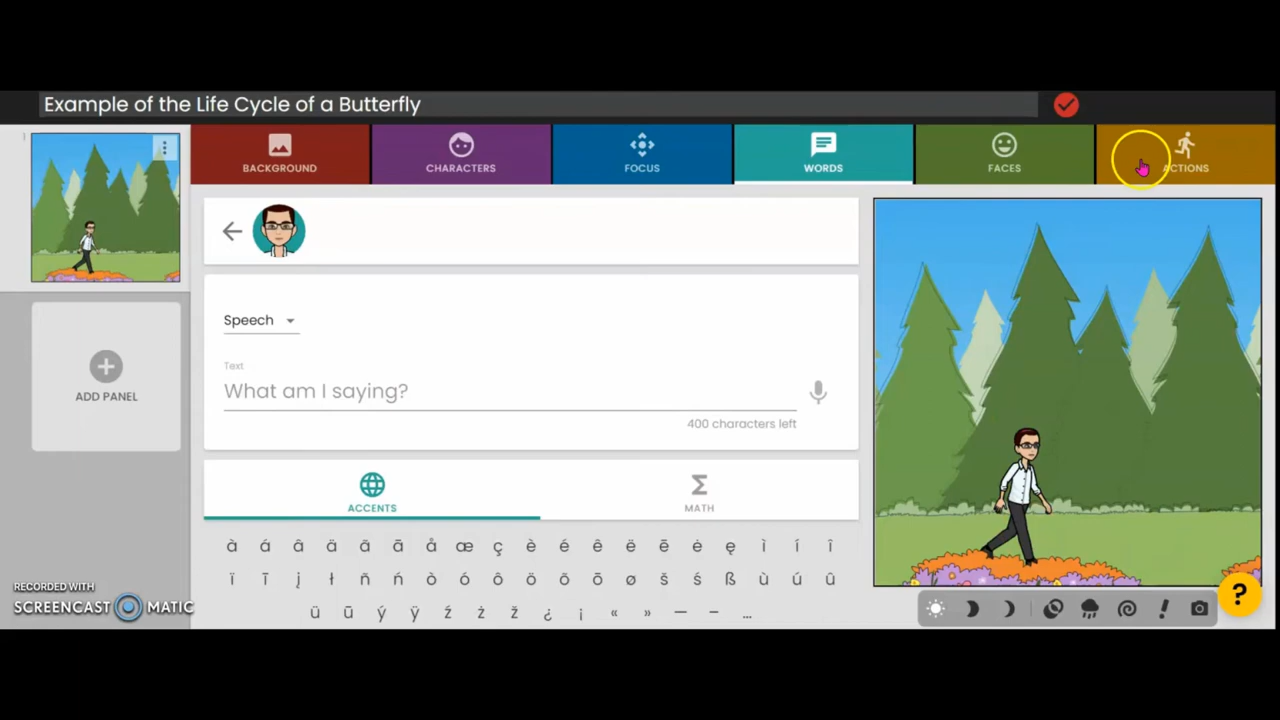 Example of the Life Cycle of a Butterfly
BACKGROUND
CHARACTERS
FOCUS
WORDS
FACES
ACTIONS
Speech
Text
What am I saying?
400 characters left
ADD PANEL
ACCENTS
Σ
MATH
à á â ä ã ā å æ ç è é ê ë ē ė ę ì í î
ï ī į ł ñ ń ò ó ô ö õ ō ø š ś ß ù ú û
ü ū ý ÿ ź ż ž ¿ ¡ « » — – …
RECORDED WITH
SCREENCAST MATIC
?